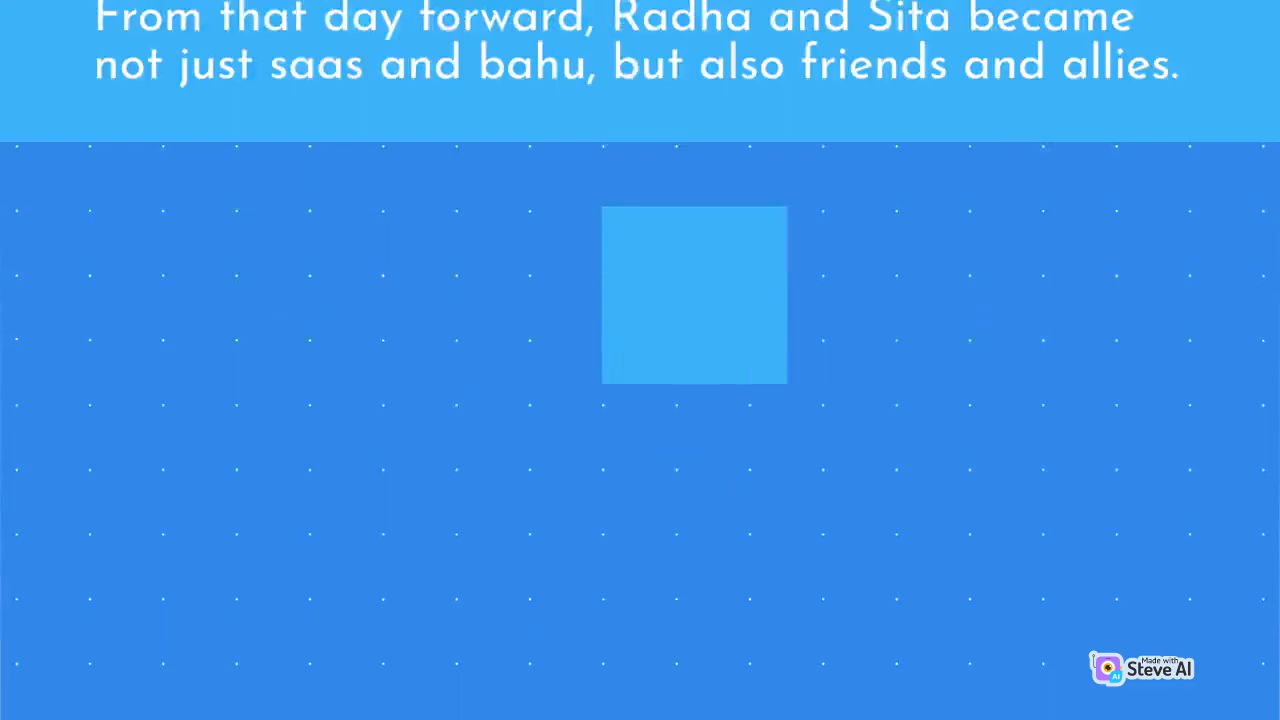 From that day forward, Radha and Sita became
not just saas and bahu, but also friends and allies.
Made with
Steve AI
AI